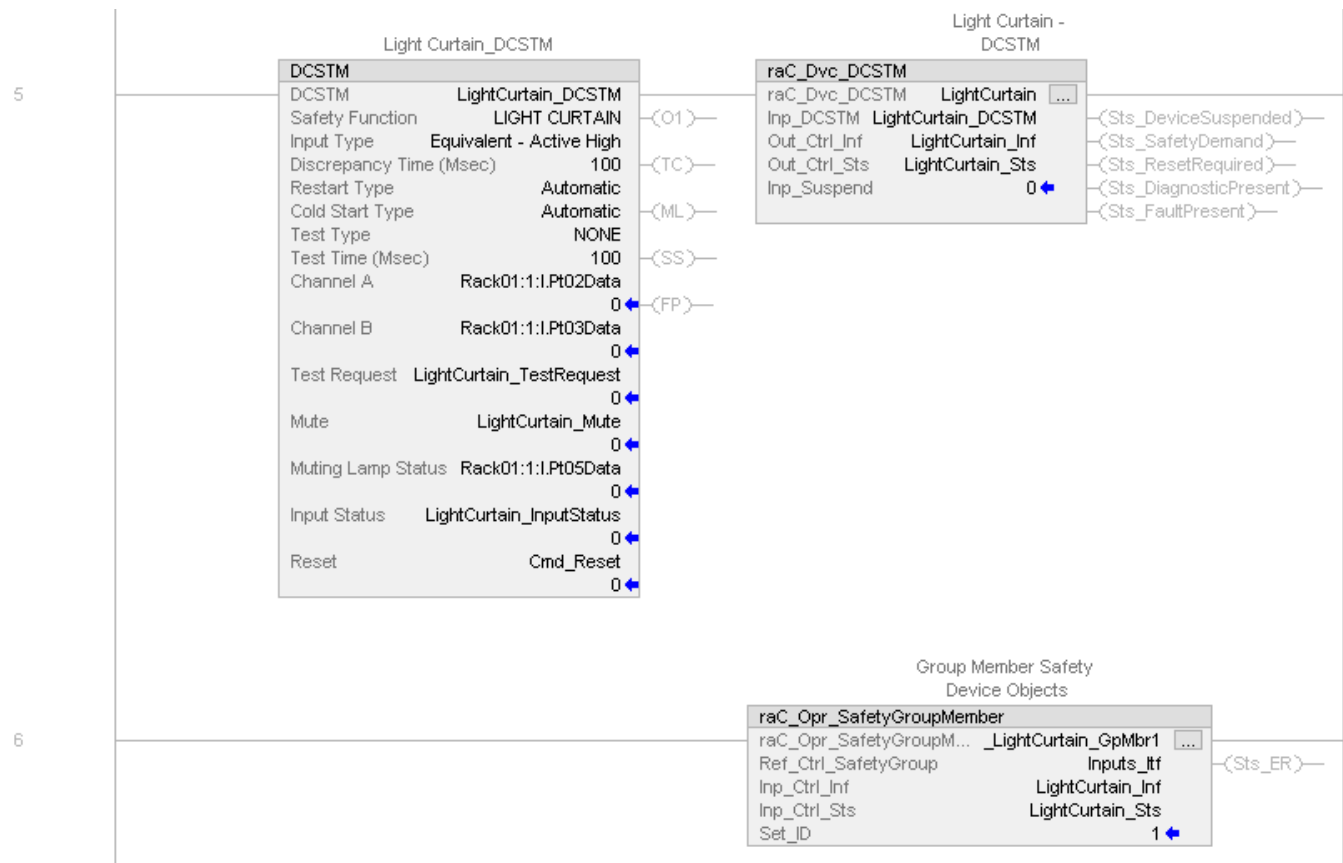 5
Light Curtain_DCSTM
DCSTM
DCSTM LightCurtain_DCSTM
Safety Function LIGHT CURTAIN (O1)
Input Type Equivalent - Active High
Discrepancy Time (Msec) 100 (TC)
Restart Type Automatic
Cold Start Type Automatic (ML)
Test Type NONE
Test Time (Msec) 100 (SS)
Channel A Rack01:1:I.Pt02Data
0 (FP)
Channel B Rack01:1:I.Pt03Data
0
Test Request LightCurtain_TestRequest
0
Mute LightCurtain_Mute
0
Muting Lamp Status Rack01:1:I.Pt05Data
0
Input Status LightCurtain_InputStatus
0
Reset Cmd_Reset
0
Light Curtain -
DCSTM
raC_Dvc_DCSTM
raC_Dvc_DCSTM LightCurtain ...
Inp_DCSTM LightCurtain_DCSTM (Sts_DeviceSuspended)
Out_Ctrl_Inf LightCurtain_Inf (Sts_SafetyDemand)
Out_Ctrl_Sts LightCurtain_Sts (Sts_ResetRequired)
Inp_Suspend 0 (Sts_DiagnosticPresent)
(Sts_FaultPresent)
6
Group Member Safety
Device Objects
raC_Opr_SafetyGroupMember
raC_Opr_SafetyGroupM... _LightCurtain_GpMbr1 ...
Ref_Ctrl_SafetyGroup Inputs_Itf (Sts_ER)
Inp_Ctrl_Inf LightCurtain_Inf
Inp_Ctrl_Sts LightCurtain_Sts
Set_ID 1